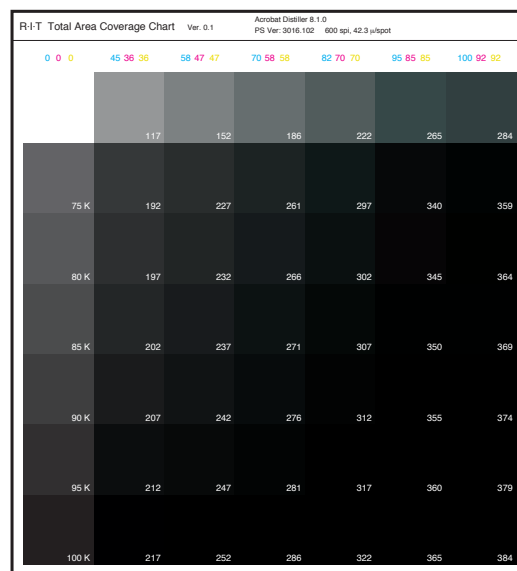 R·I·T Total Area Coverage Chart Ver. 0.1
Acrobat Distiller 8.1.0
PS Ver: 3016.102 600 spi, 42.3 µ/spot
0 0 0 45 36 36 58 47 47 70 58 58 82 70 70 95 85 85 100 92 92
117 152 186 222 265 284
75 K 192 227 261 297 340 359
80 K 197 232 266 302 345 364
85 K 202 237 271 307 350 369
90 K 207 242 276 312 355 374
95 K 212 247 281 317 360 379
100 K 217 252 286 322 365 384